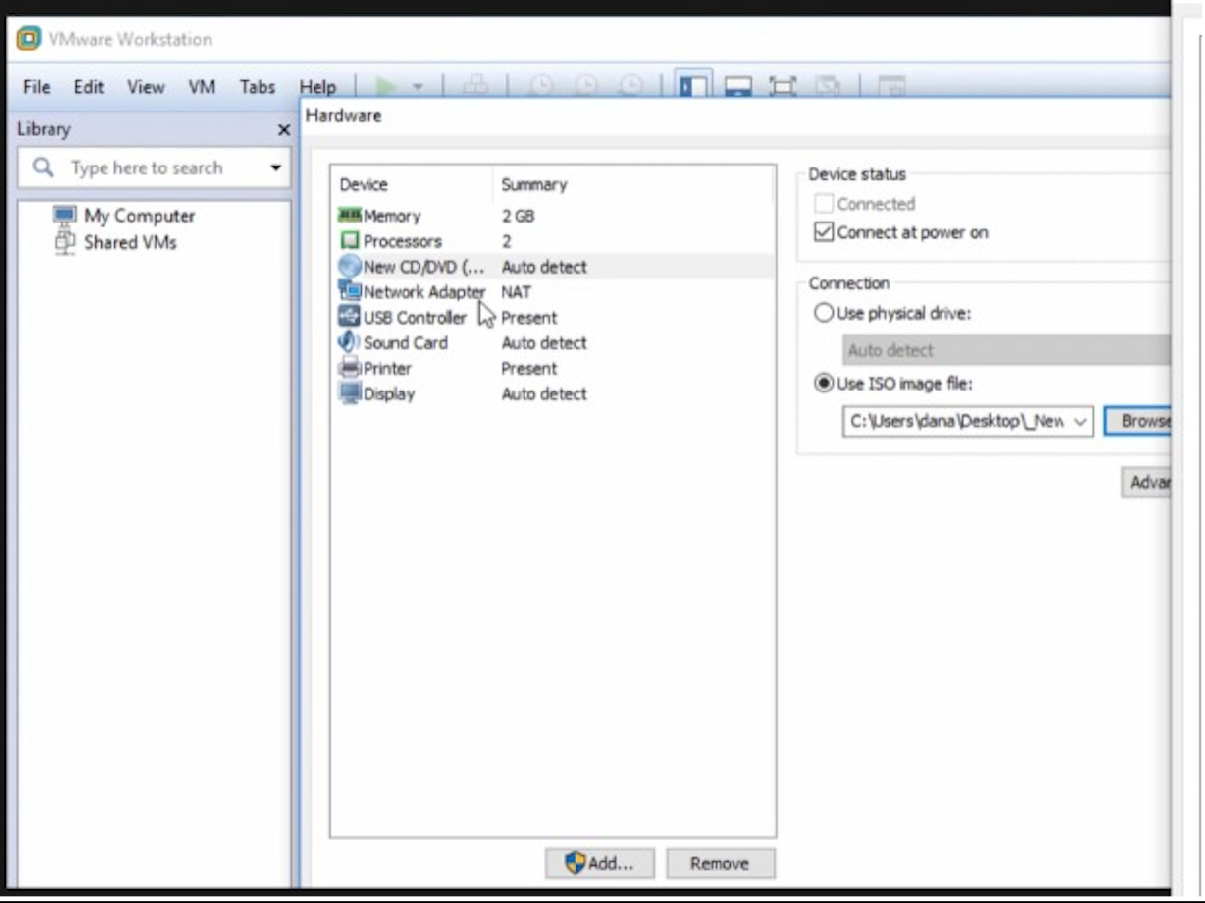 VMware Workstation
File Edit View VM Tabs Help
Library
Type here to search
My Computer
Shared VMs
Hardware
Device Summary
Memory 2 GB
Processors 2
New CD/DVD (... Auto detect
Network Adapter NAT
USB Controller Present
Sound Card Auto detect
Printer Present
Display Auto detect
Add... Remove
Device status
Connected
Connect at power on
Connection
Use physical drive:
Auto detect
Use ISO image file:
C:\Users\dana\Desktop\_New Browse
Advan